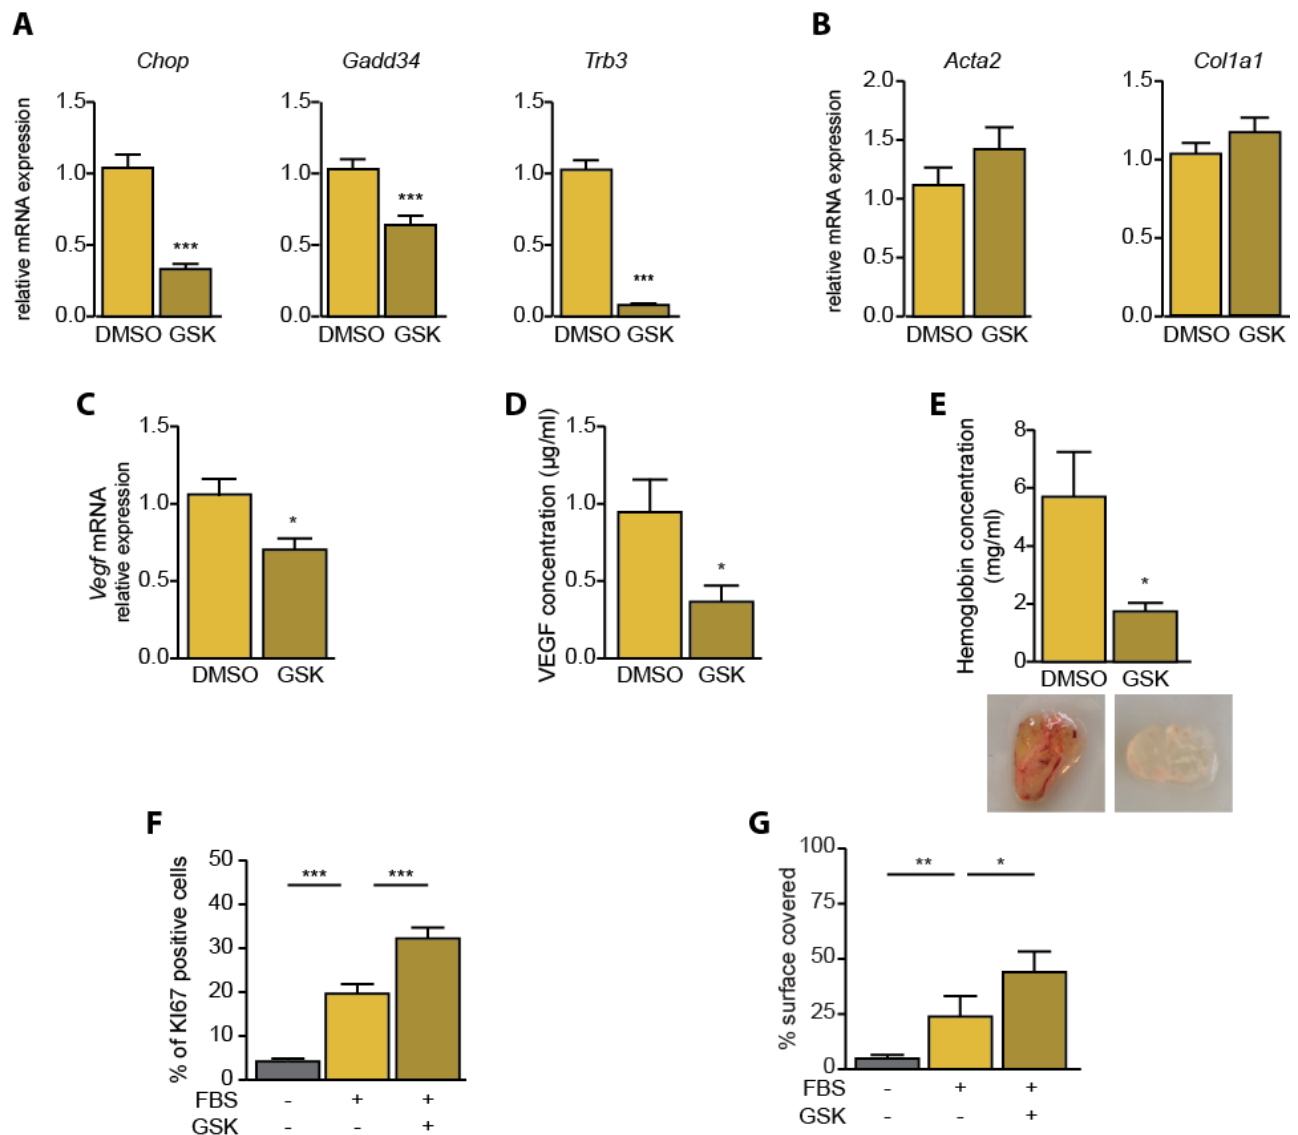 A
Chop
Gadd34
Trb3
relative mRNA expression
1.5
1.0
0.5
0.0
DMSO GSK
***
1.5
1.0
0.5
0.0
DMSO GSK
***
1.5
1.0
0.5
0.0
DMSO GSK
***
B
Acta2
Col1a1
relative mRNA expression
2.0
1.5
1.0
0.5
0.0
DMSO GSK
1.5
1.0
0.5
0.0
DMSO GSK
C
Vegf mRNA
relative expression
1.5
1.0
0.5
0.0
*
DMSO GSK
D
VEGF concentration (µg/ml)
1.5
1.0
0.5
0.0
*
DMSO GSK
E
Hemoglobin concentration
(mg/ml)
8
6
4
2
0
*
DMSO GSK
F
% of KI67 positive cells
50
40
30
20
10
0
*** ***
FBS - + +
GSK - - +
G
% surface covered
100
75
50
25
0
** *
FBS - + +
GSK - - +